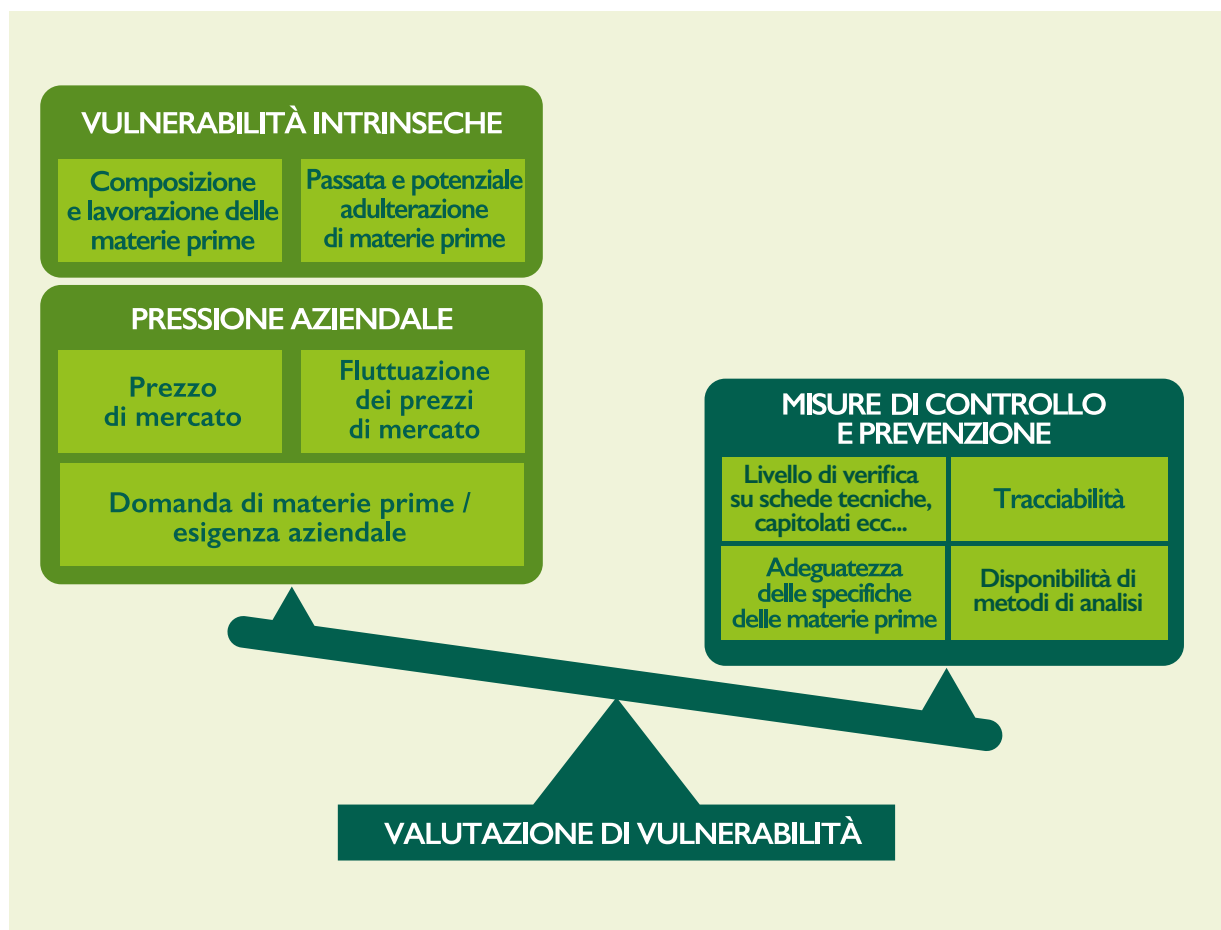 VULNERABILITÀ INTRINSECHE
Composizione
e lavorazione delle
materie prime
Passata e potenziale
adulterazione
di materie prime
PRESSIONE AZIENDALE
Prezzo
di mercato
Fluttuazione
dei prezzi
di mercato
Domanda di materie prime /
esigenza aziendale
MISURE DI CONTROLLO
E PREVENZIONE
Livello di verifica
su schede tecniche,
capitolati ecc...
Tracciabilità
Adeguatezza
delle specifiche
delle materie prime
Disponibilità di
metodi di analisi
VALUTAZIONE DI VULNERABILITÀ